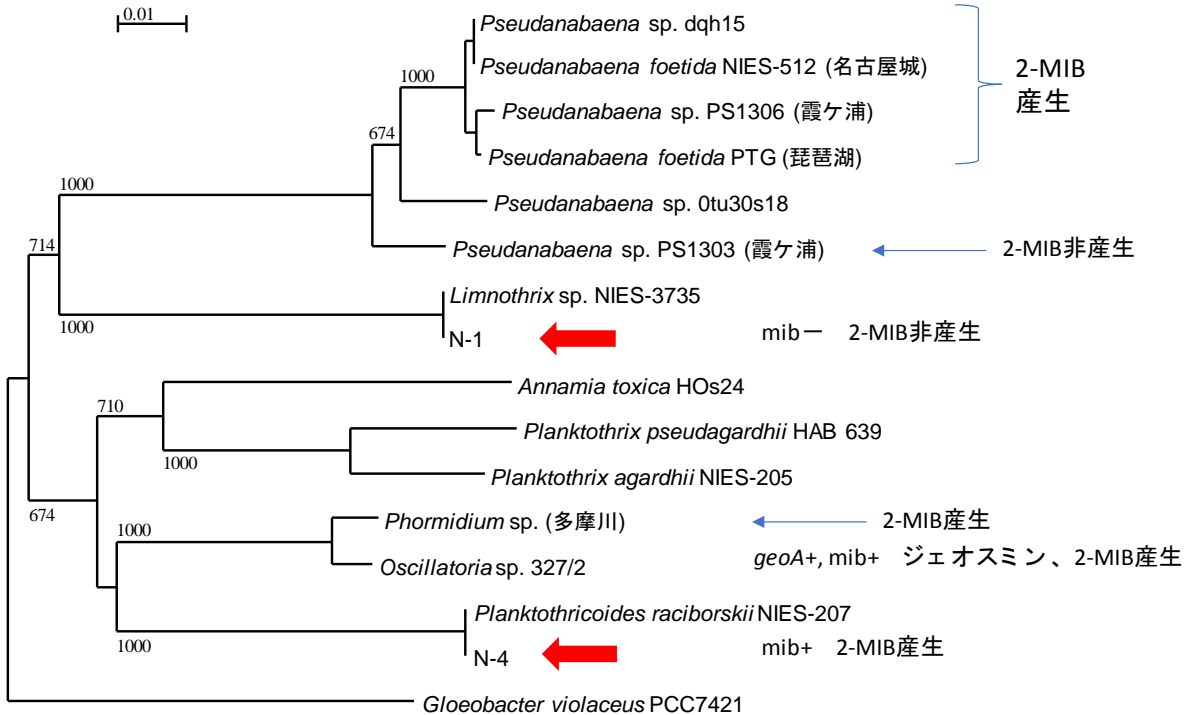 0.01
Pseudanabaena sp. dqh15
Pseudanabaena foetida NIES-512 (名古屋城)
2-MIB
産生
1000
Pseudanabaena sp. PS1306 (霞ケ浦)
674
Pseudanabaena foetida PTG (琵琶湖)
1000
Pseudanabaena sp. 0tu30s18
714
Pseudanabaena sp. PS1303 (霞ケ浦)
2-MIB非産生
Limnothrix sp. NIES-3735
1000
N-1
mibー 2-MIB非産生
Annamia toxica HOs24
710
Planktothrix pseudagardhii HAB 639
1000
Planktothrix agardhii NIES-205
674
1000
Phormidium sp. (多摩川)
2-MIB産生
Oscillatoria sp. 327/2
geoA+, mib+ ジェオスミン、2-MIB産生
Planktothricoides raciborskii NIES-207
1000
N-4
mib+ 2-MIB産生
Gloeobacter violaceus PCC7421